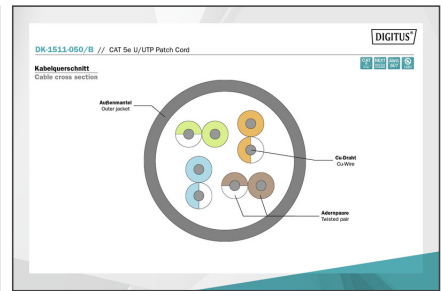 DIGITUS®
DK-1511-050/B // CAT 5e U/UTP Patch Cord
Kabelquerschnitt
Cable cross section
Außenmantel
Outer jacket
Cu-Draht
Cu-Wire
Adernpaare
Twisted pair